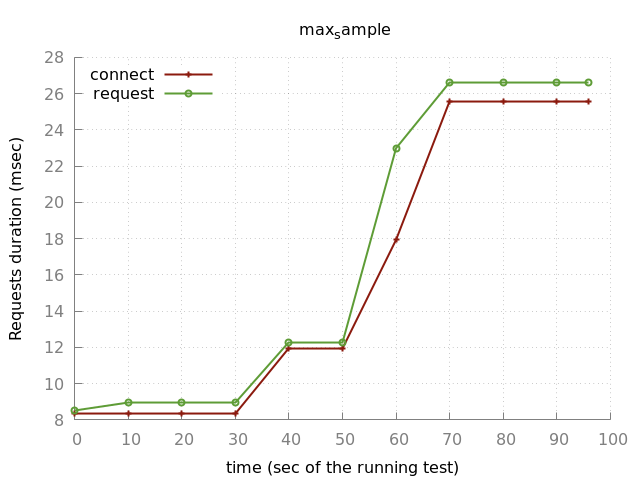 maxsample
28
26
24
22
20
18
16
14
12
10
8
connect
request
Requests duration (msec)
0 10 20 30 40 50 60 70 80 90 100
time (sec of the running test)